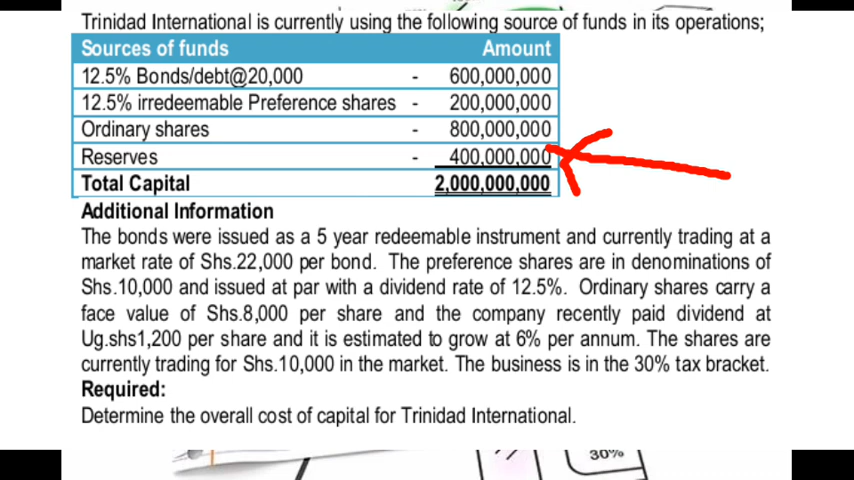 Trinidad International is currently using the following source of funds in its operations;
Sources of funds Amount
12.5% Bonds/debt@20,000 - 600,000,000
12.5% irredeemable Preference shares - 200,000,000
Ordinary shares - 800,000,000
Reserves - 400,000,000
Total Capital 2,000,000,000
Additional Information
The bonds were issued as a 5 year redeemable instrument and currently trading at a
market rate of Shs.22,000 per bond. The preference shares are in denominations of
Shs.10,000 and issued at par with a dividend rate of 12.5%. Ordinary shares carry a
face value of Shs.8,000 per share and the company recently paid dividend at
Ug.shs1,200 per share and it is estimated to grow at 6% per annum. The shares are
currently trading for Shs.10,000 in the market. The business is in the 30% tax bracket.
Required:
Determine the overall cost of capital for Trinidad International.
30%